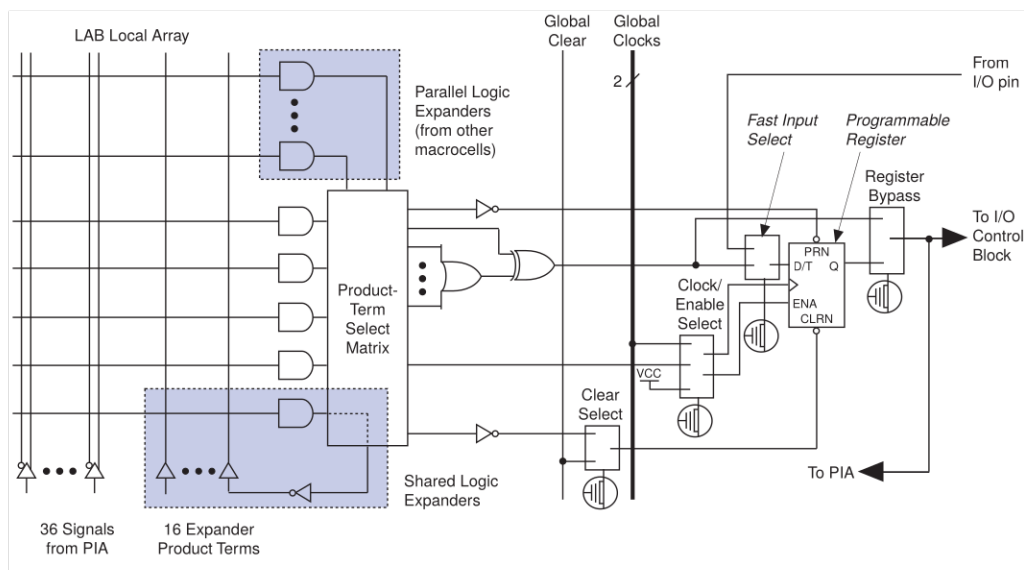 LAB Local Array
Global
Clear
Global
Clocks
2
From
I/O pin
Parallel Logic
Expanders
(from other
macrocells)
Fast Input
Select
Programmable
Register
Register
Bypass
To I/O
Control
Block
PRN
D/T
Q
Clock/
Enable
Select
ENA
CLRN
Product-
Term
Select
Matrix
VCC
Clear
Select
To PIA
Shared Logic
Expanders
36 Signals
from PIA
16 Expander
Product Terms